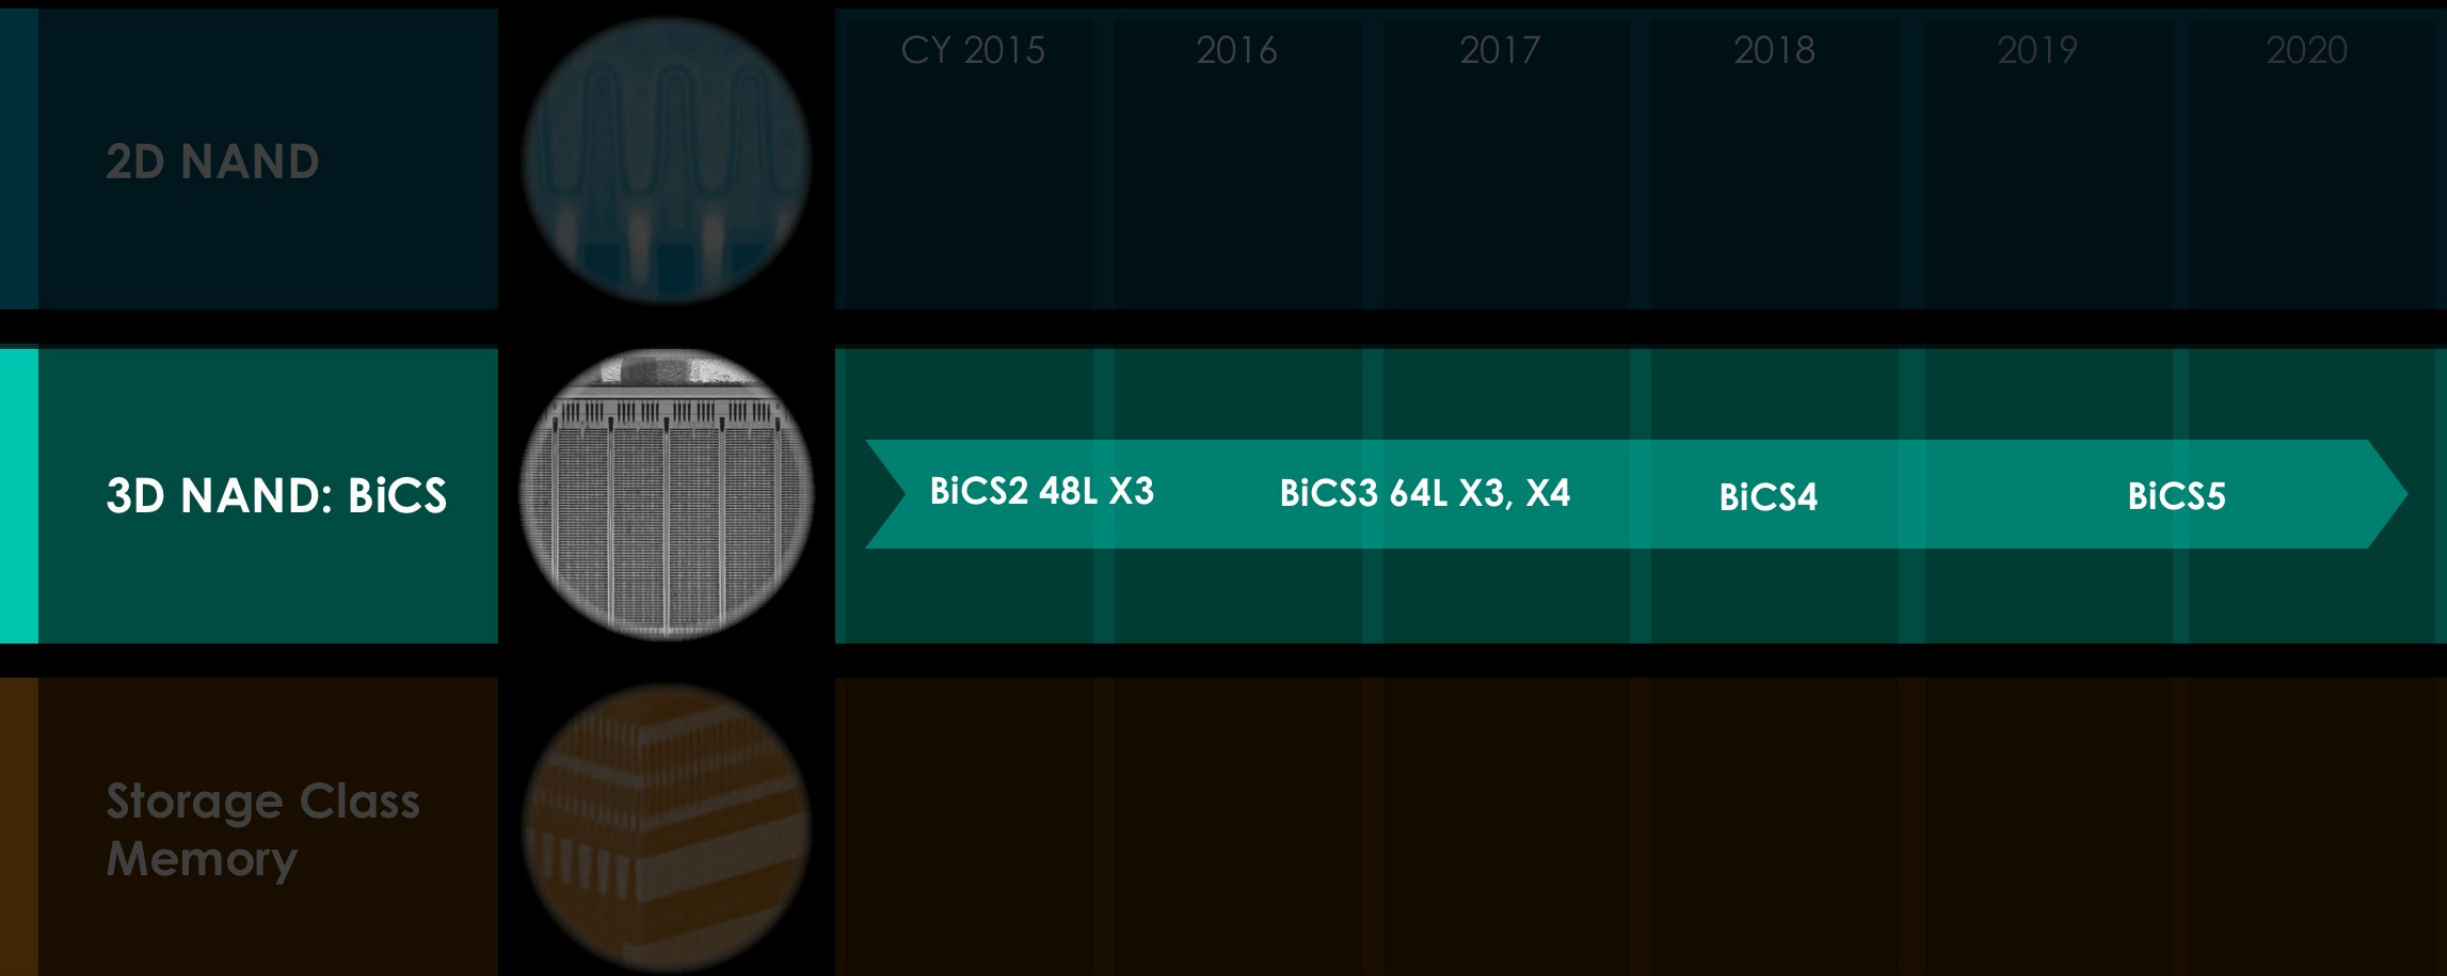 CY 2015 2016 2017 2018 2019 2020
2D NAND
3D NAND: BiCS
BiCS2 48L X3 BiCS3 64L X3, X4 BiCS4 BiCS5
Storage Class
Memory